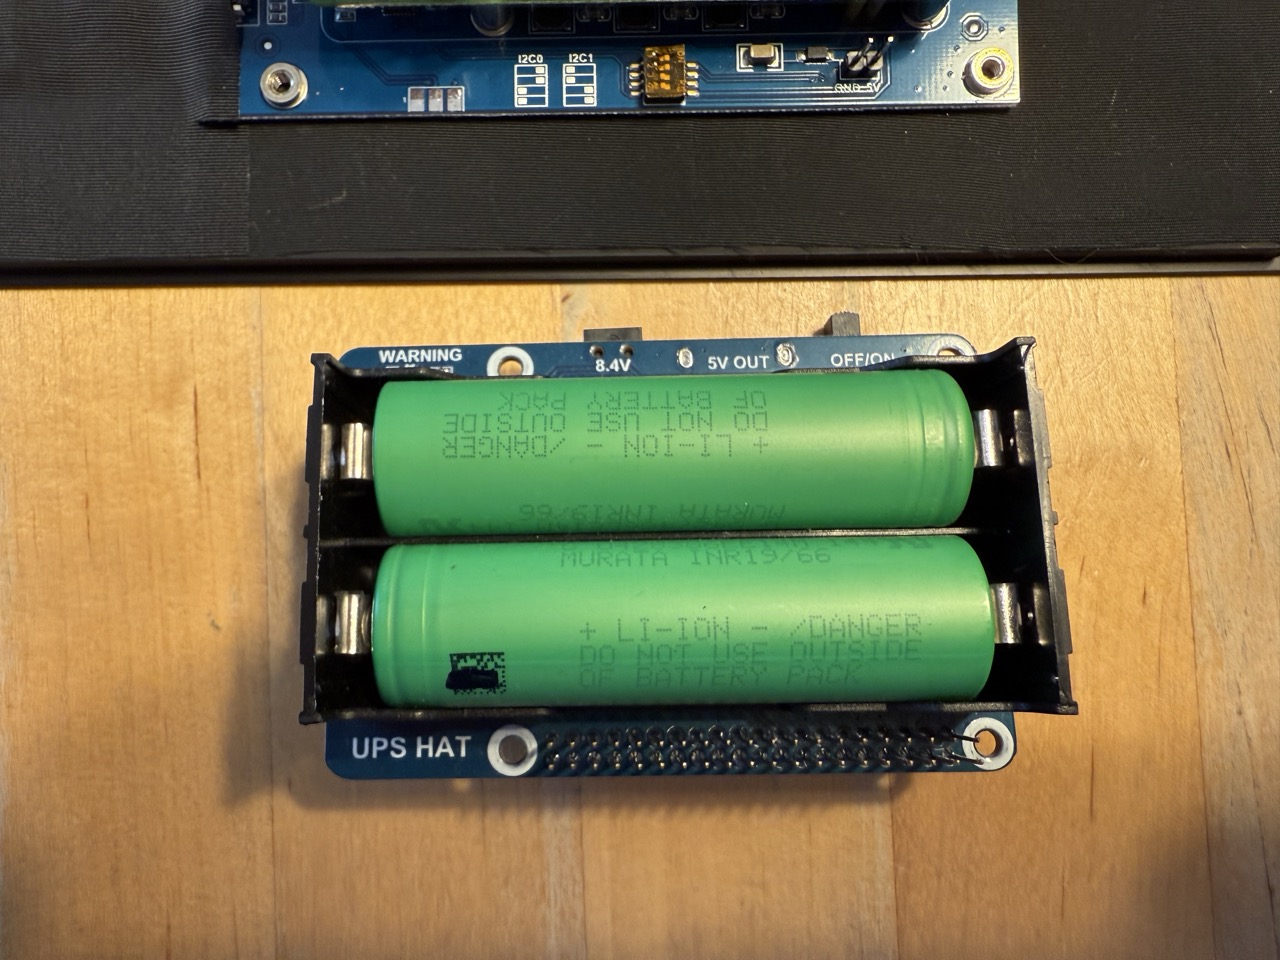 I2C0 I2C1
GND 5V
WARNING
8.4V
5V OUT
OFF/ON
+ LI-ION - /DANGER
DO NOT USE OUTSIDE
OF BATTERY PACK
MURATA INR19/66
MURATA INR19/66
+ LI-ION - /DANGER
DO NOT USE OUTSIDE
OF BATTERY PACK
UPS HAT